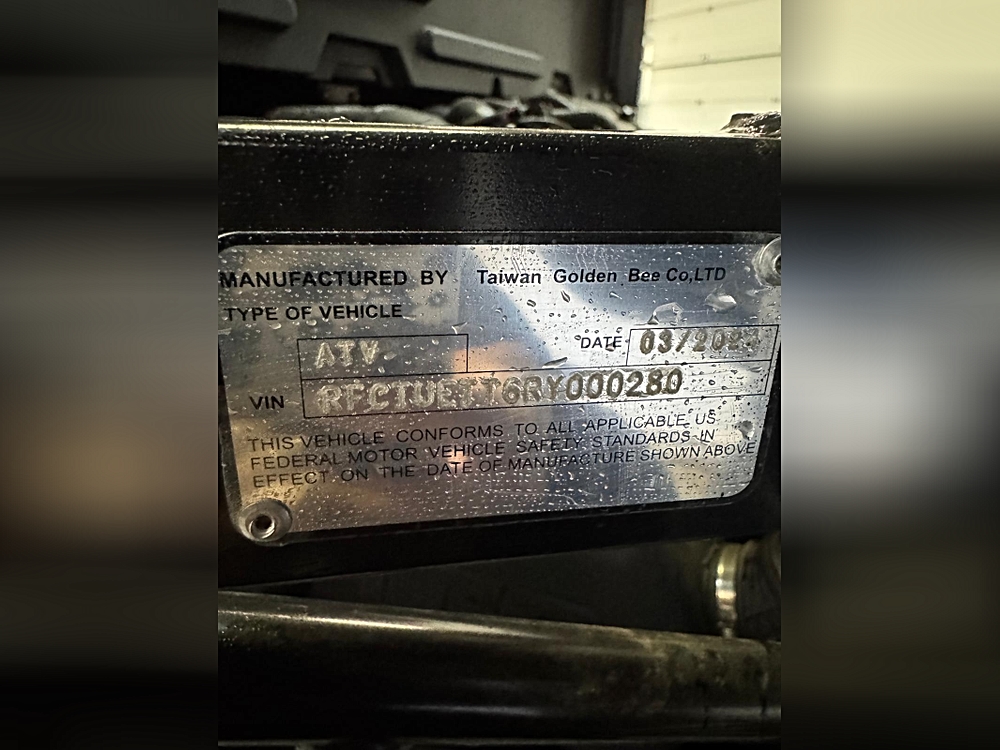 MANUFACTURED BY Taiwan Golden Bee Co,LTD
TYPE OF VEHICLE
ATV
DATE
VIN
THIS VEHICLE CONFORMS TO ALL APPLICABLE US
FEDERAL MOTOR VEHICLE SAFETY STANDARDS IN
EFFECT ON THE DATE OF MANUFACTURE SHOWN ABOVE